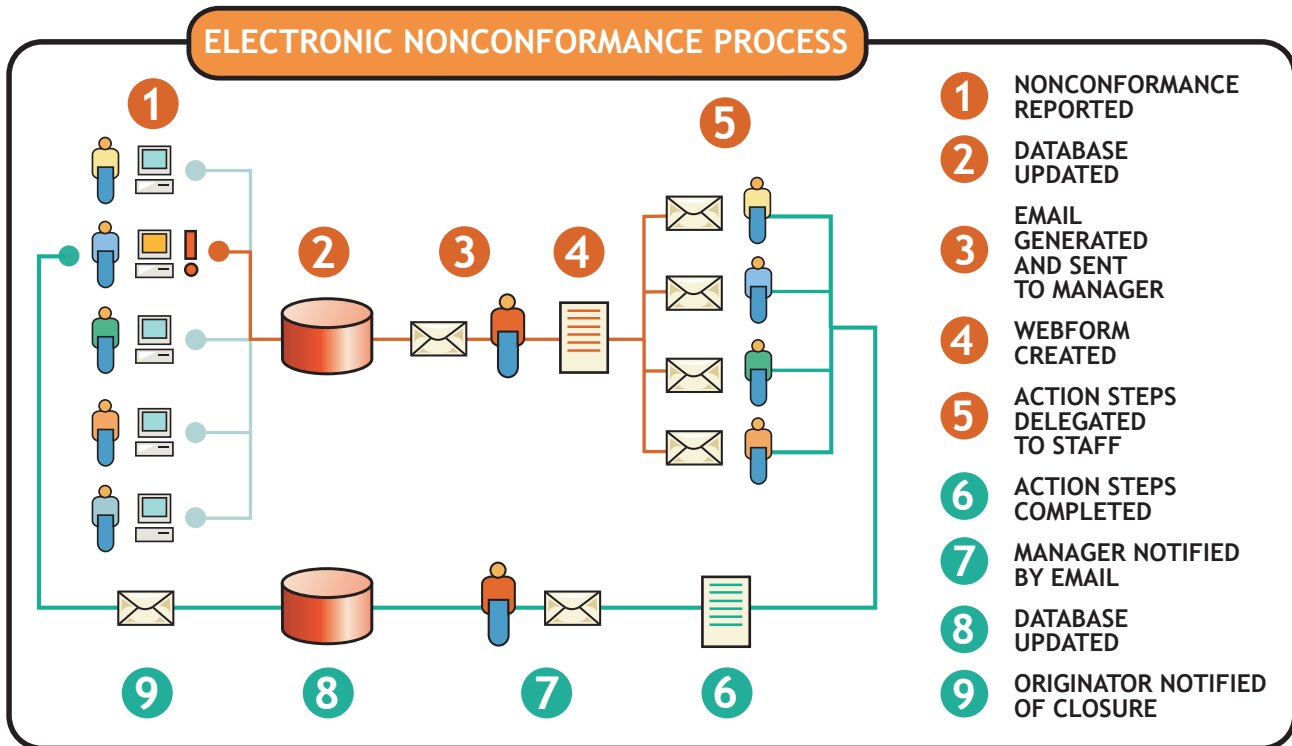 ELECTRONIC NONCONFORMANCE PROCESS
1
2
3
4
5
9
8
7
6
1 NONCONFORMANCE
REPORTED
2 DATABASE
UPDATED
3 EMAIL
GENERATED
AND SENT
TO MANAGER
4 WEBFORM
CREATED
5 ACTION STEPS
DELEGATED
TO STAFF
6 ACTION STEPS
COMPLETED
7 MANAGER NOTIFIED
BY EMAIL
8 DATABASE
UPDATED
9 ORIGINATOR NOTIFIED
OF CLOSURE